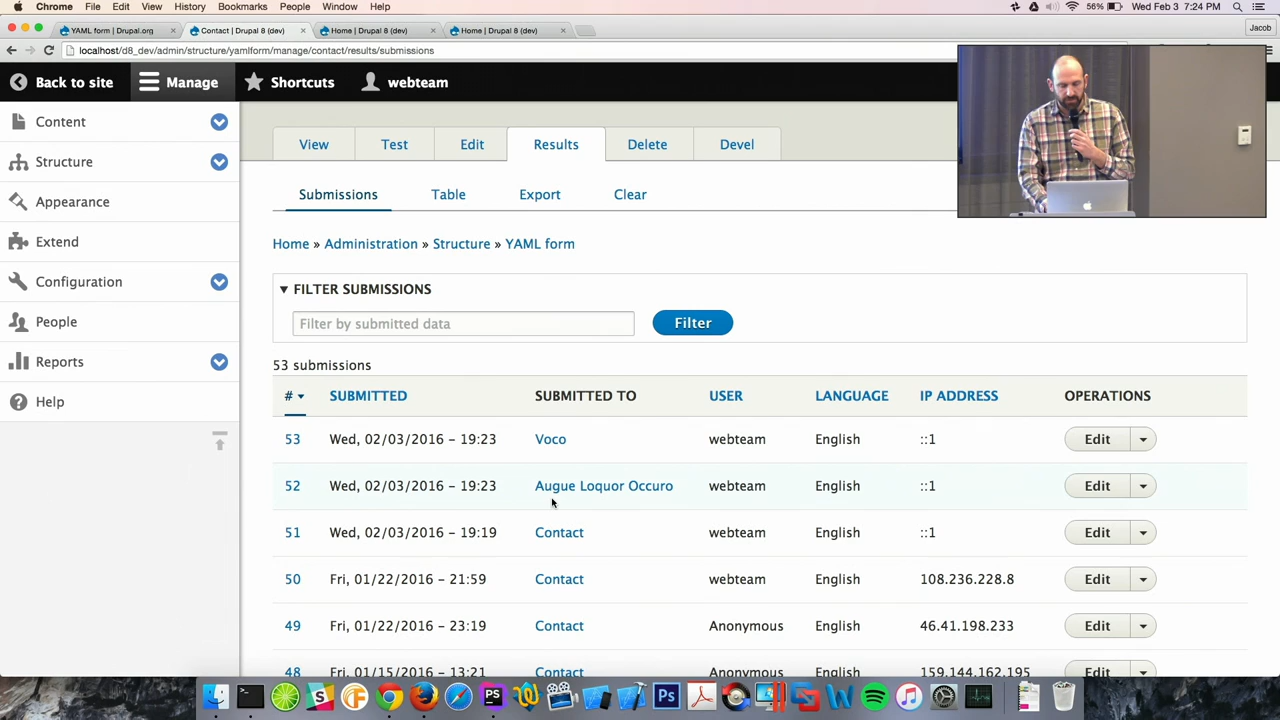 Chrome File Edit View History Bookmarks People Window Help 56% Wed Feb 3 7:24 PM
YAML form | Drupal.org Contact | Drupal 8 (dev) Home | Drupal 8 (dev) Home | Drupal 8 (dev) Jacob
localhost/d8_dev/admin/structure/yamlform/manage/contact/results/submissions
Back to site Manage Shortcuts webteam
Content
Structure
Appearance
Extend
Configuration
People
Reports
Help
View Test Edit Results Delete Devel
Submissions Table Export Clear
Home » Administration » Structure » YAML form
FILTER SUBMISSIONS
Filter by submitted data Filter
53 submissions
# SUBMITTED SUBMITTED TO USER LANGUAGE IP ADDRESS OPERATIONS
53 Wed, 02/03/2016 - 19:23 Voco webteam English ::1 Edit
52 Wed, 02/03/2016 - 19:23 Augue Loquor Occuro webteam English ::1 Edit
51 Wed, 02/03/2016 - 19:19 Contact webteam English ::1 Edit
50 Fri, 01/22/2016 - 21:59 Contact webteam English 108.236.228.8 Edit
49 Fri, 01/22/2016 - 23:19 Contact Anonymous English 46.41.198.233 Edit
48 Fri, 01/15/2016 - 13:21 Contact Anonymous English 159.144.162.195 Edit
PS Ps W